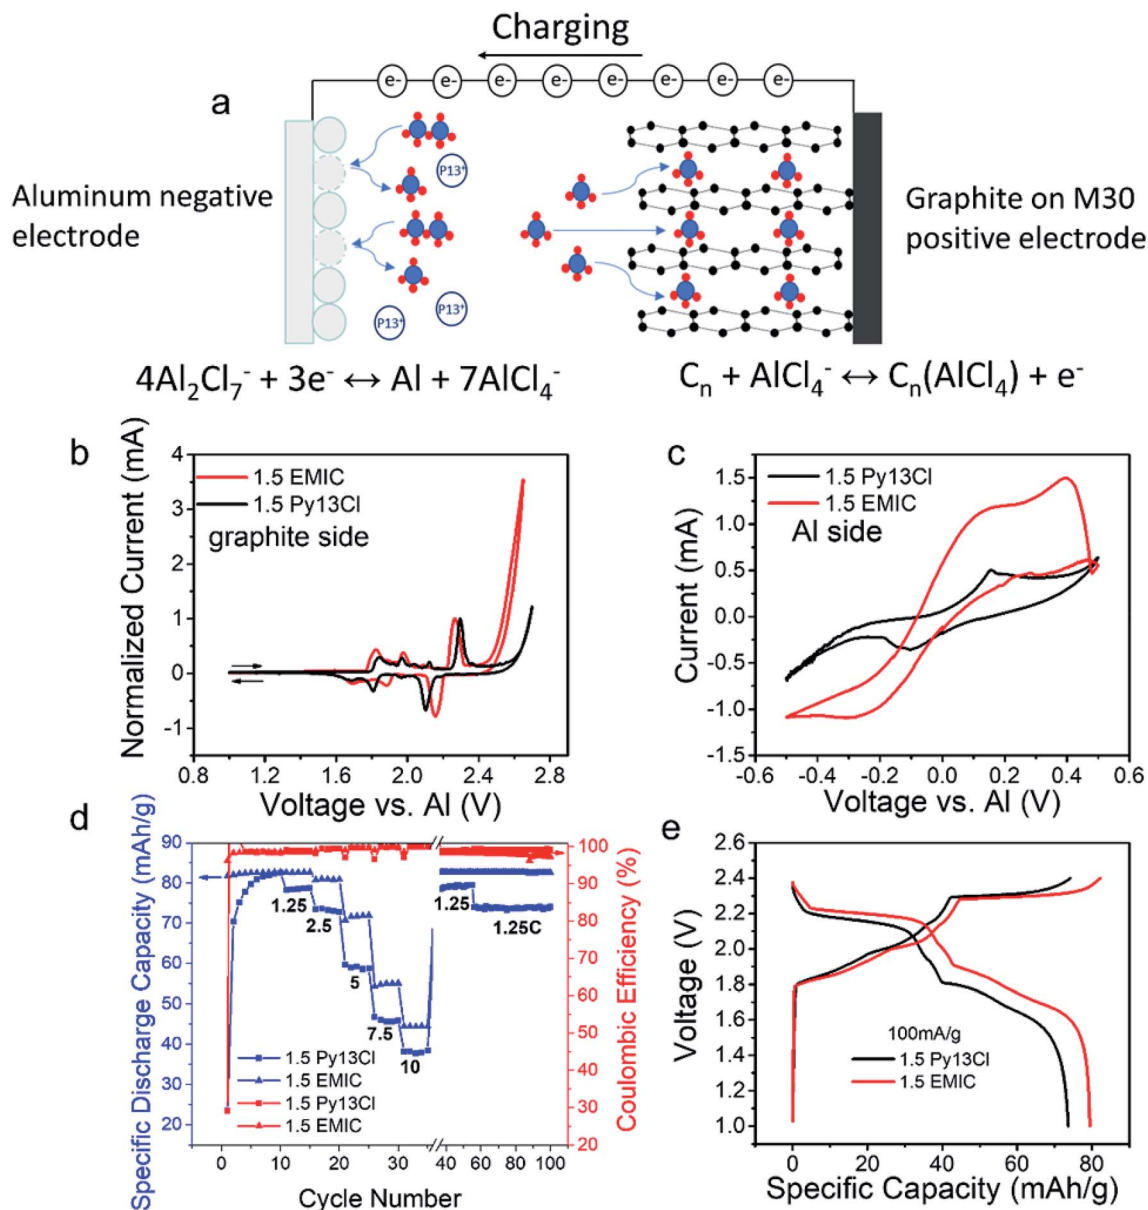 Charging
e- e- e- e- e- e- e- e-
a
P13+
Aluminum negative
electrode
Graphite on M30
positive electrode
P13+
P13+
4Al₂Cl₇⁻ + 3e⁻ ↔ Al + 7AlCl₄⁻
Cₙ + AlCl₄⁻ ↔ Cₙ(AlCl₄) + e⁻
b
Normalized Current (mA)
4
3
2
1
0
-1
1.5 EMIC
1.5 Py13Cl
graphite side
0.8 1.2 1.6 2.0 2.4 2.8
Voltage vs. Al (V)
c
Current (mA)
1.5
1.0
0.5
0.0
-0.5
-1.0
-1.5
1.5 Py13Cl
1.5 EMIC
Al side
-0.6 -0.4 -0.2 0.0 0.2 0.4 0.6
Voltage vs. Al (V)
d
Specific Discharge Capacity (mAh/g)
90
80
70
60
50
40
30
20
1.25
2.5
5
7.5
10
1.25
1.25C
1.5 Py13Cl
1.5 EMIC
1.5 Py13Cl
1.5 EMIC
100
90
80
70
60
50
40
30
20
Coulombic Efficiency (%)
0 10 20 30 40 60 80 100
Cycle Number
e
Voltage (V)
2.6
2.4
2.2
2.0
1.8
1.6
1.4
1.2
1.0
100mA/g
1.5 Py13Cl
1.5 EMIC
0 20 40 60 80
Specific Capacity (mAh/g)